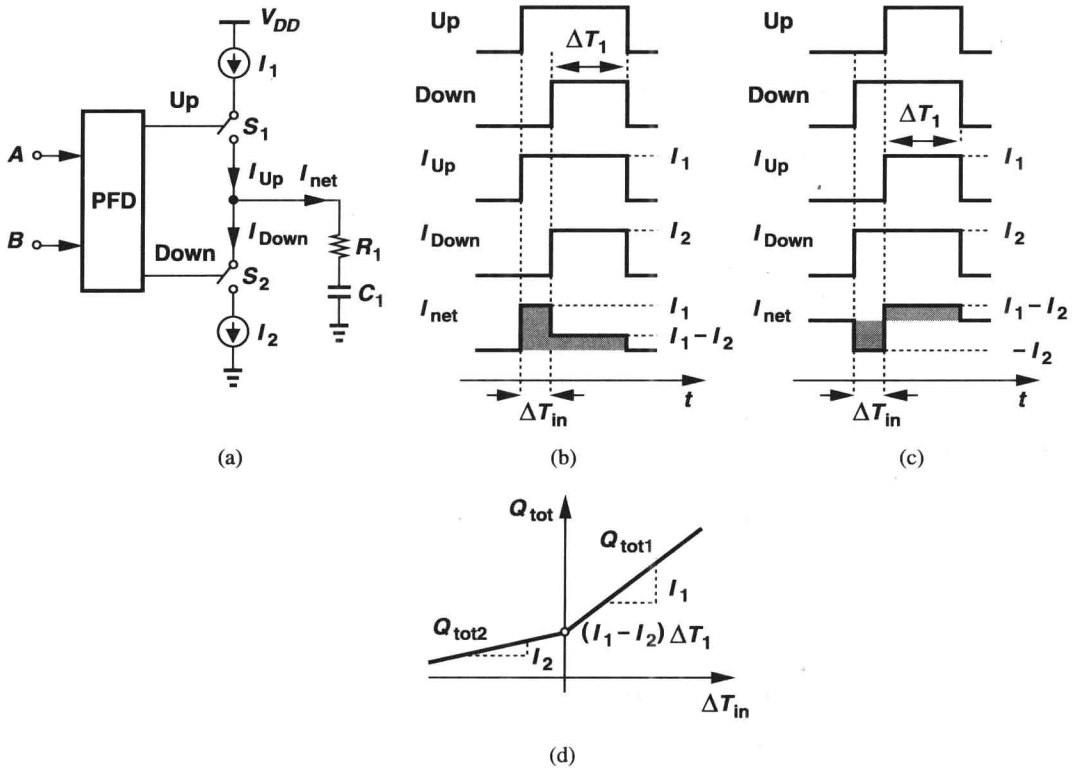 V_DD
I_1
Up
S_1
A
I_Up
I_net
PFD
B
I_Down
R_1
Down
S_2
C_1
I_2
(a)
Up
ΔT_1
Down
I_Up
I_1
I_Down
I_2
I_net
I_1
I_1 − I_2
t
ΔT_in
(b)
Up
Down
ΔT_1
I_Up
I_1
I_Down
I_2
I_net
I_1 − I_2
−I_2
t
ΔT_in
(c)
Q_tot
Q_tot1
I_1
Q_tot2
(I_1 − I_2) ΔT_1
I_2
ΔT_in
(d)